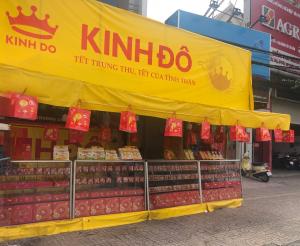 KINH DO
KINH ĐÔ
TẾT TRUNG THU, TẾT CỦA TÌNH THÂN
AGR